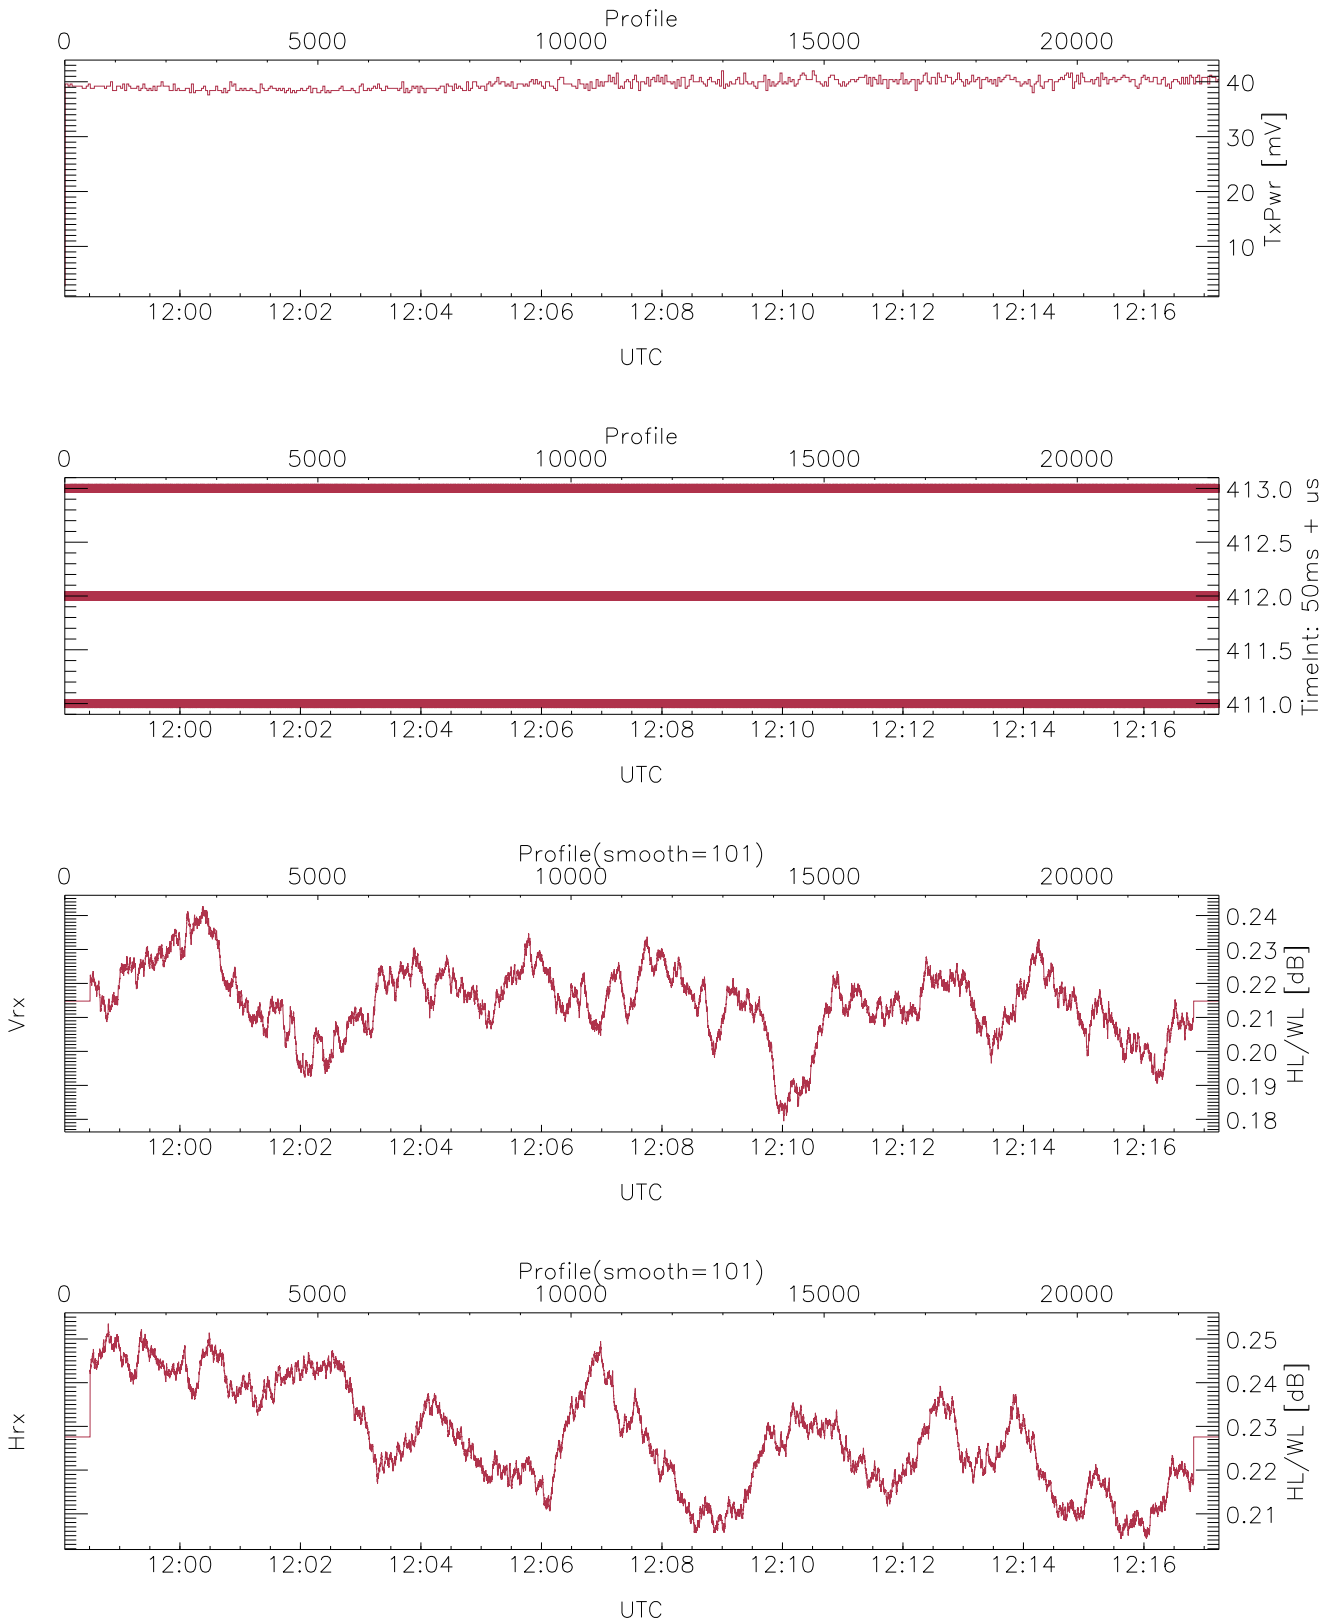 Profile
0 5000 10000 15000 20000
40
30
20
10
TxPwr [mV]
12:00 12:02 12:04 12:06 12:08 12:10 12:12 12:14 12:16
UTC
Profile
0 5000 10000 15000 20000
413.0
412.5
412.0
411.5
411.0
TimeInt: 50ms + us
12:00 12:02 12:04 12:06 12:08 12:10 12:12 12:14 12:16
UTC
Profile(smooth=101)
0 5000 10000 15000 20000
Vrx
0.24
0.23
0.22
0.21
0.20
0.19
0.18
HL/WL [dB]
12:00 12:02 12:04 12:06 12:08 12:10 12:12 12:14 12:16
UTC
Profile(smooth=101)
0 5000 10000 15000 20000
Hrx
0.25
0.24
0.23
0.22
0.21
HL/WL [dB]
12:00 12:02 12:04 12:06 12:08 12:10 12:12 12:14 12:16
UTC